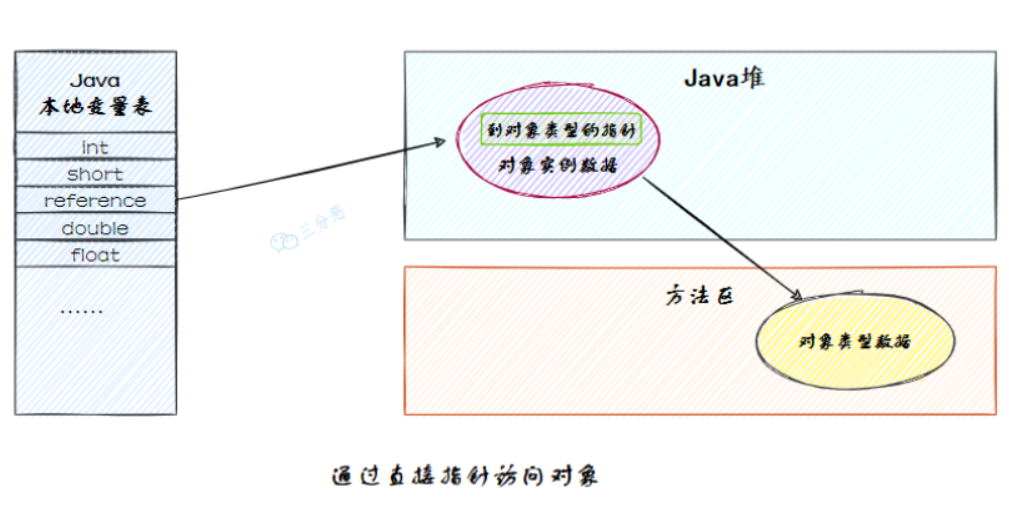 Java
本地变量表
int
short
reference
double
float
......
Java堆
到对象类型的指针
对象实例数据
三分恶
方法区
对象类型数据
通过直接指针访问对象